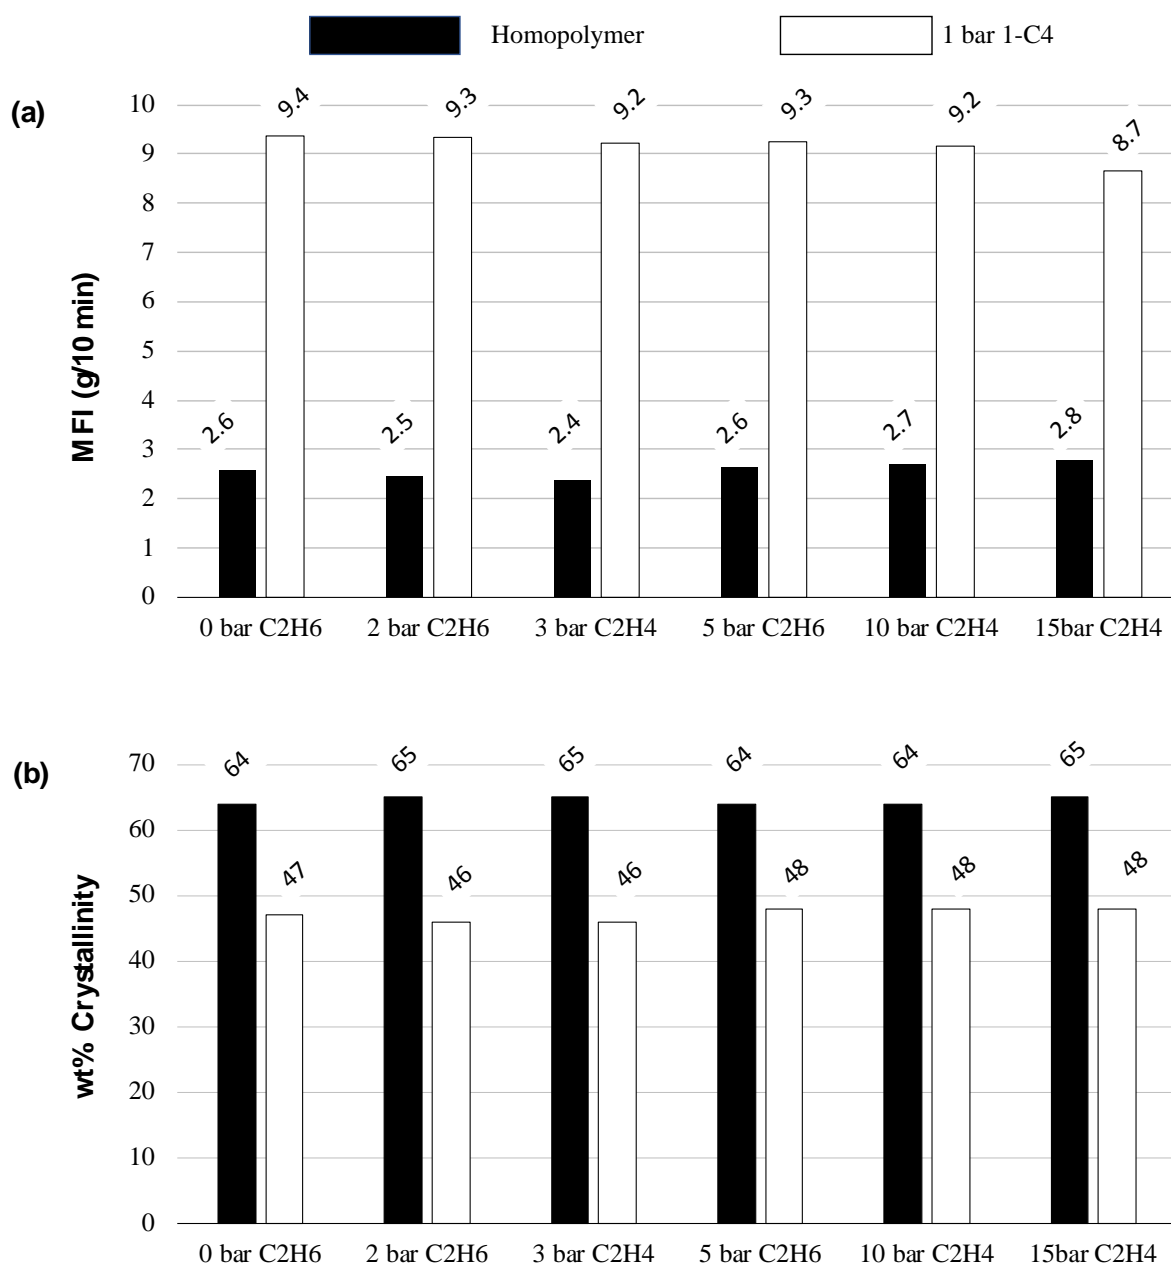 Homopolymer 1 bar 1-C4
(a)
MFI (g/10 min)
10
9
8
7
6
5
4
3
2
1
0
9.4 9.3 9.2 9.3 9.2 8.7
2.6 2.5 2.4 2.6 2.7 2.8
0 bar C2H6 2 bar C2H6 3 bar C2H4 5 bar C2H6 10 bar C2H4 15bar C2H4
(b)
wt% Crystallinity
70
60
50
40
30
20
10
0
64 65 65 64 64 65
47 46 46 48 48 48
0 bar C2H6 2 bar C2H6 3 bar C2H4 5 bar C2H6 10 bar C2H4 15bar C2H4